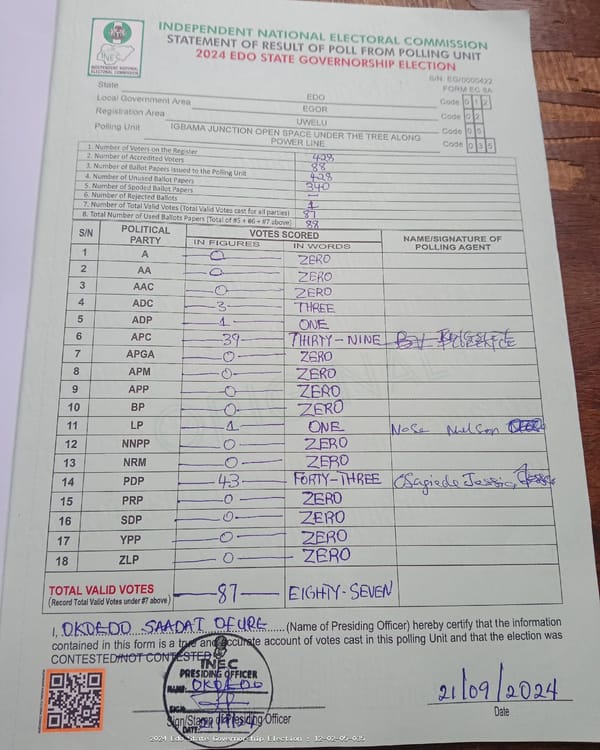 INDEPENDENT NATIONAL ELECTORAL COMMISSION
STATEMENT OF RESULT OF POLL FROM POLLING UNIT
2024 EDO STATE GOVERNORSHIP ELECTION
INEC
INDEPENDENT NATIONAL ELECTORAL COMMISSION
S/N: EG/0000422
FORM EC 8A
State EDO Code 0 1 2
Local Government Area EGOR Code 0 2
Registration Area UWELU Code 0 5
Polling Unit IGBAMA JUNCTION OPEN SPACE UNDER THE TREE ALONG POWER LINE Code 0 3 5
1. Number of Voters on the Register 428
2. Number of Accredited Voters 88
3. Number of Ballot Papers Issued to the Polling Unit 428
4. Number of Unused Ballot Papers 340
5. Number of Spoiled Ballot Papers —
6. Number of Rejected Ballots 1
7. Number of Total Valid Votes (Total Valid Votes cast for all parties) 87
8. Total Number of Used Ballots Papers (Total of #5 + #6 + #7 above) 88
S/N POLITICAL PARTY VOTES SCORED NAME/SIGNATURE OF POLLING AGENT
IN FIGURES IN WORDS
1 A 0 ZERO
2 AA 0 ZERO
3 AAC 0 ZERO
4 ADC 3 THREE
5 ADP 1 ONE
6 APC 39 THIRTY-NINE
7 APGA 0 ZERO
8 APM 0 ZERO
9 APP 0 ZERO
10 BP 0 ZERO
11 LP 1 ONE Nosa Nelson
12 NNPP 0 ZERO
13 NRM 0 ZERO
14 PDP 43 FORTY-THREE Osagiede Jessica
15 PRP 0 ZERO
16 SDP 0 ZERO
17 YPP 0 ZERO
18 ZLP 0 ZERO
TOTAL VALID VOTES 87 EIGHTY-SEVEN
(Record Total Valid Votes under #7 above)
I, OKOEDO SAADAT OFURE (Name of Presiding Officer) hereby certify that the information
contained in this form is a true and accurate account of votes cast in this polling Unit and that the election was
CONTESTED/NOT CONTESTED
INEC
PRESIDING OFFICER
NAME: OKOEDO
SIGN:
DATE:
Sign/Stamp of Presiding Officer
21/09/2024
Date
2024 Edo State Governorship Election : 12-02-05-035